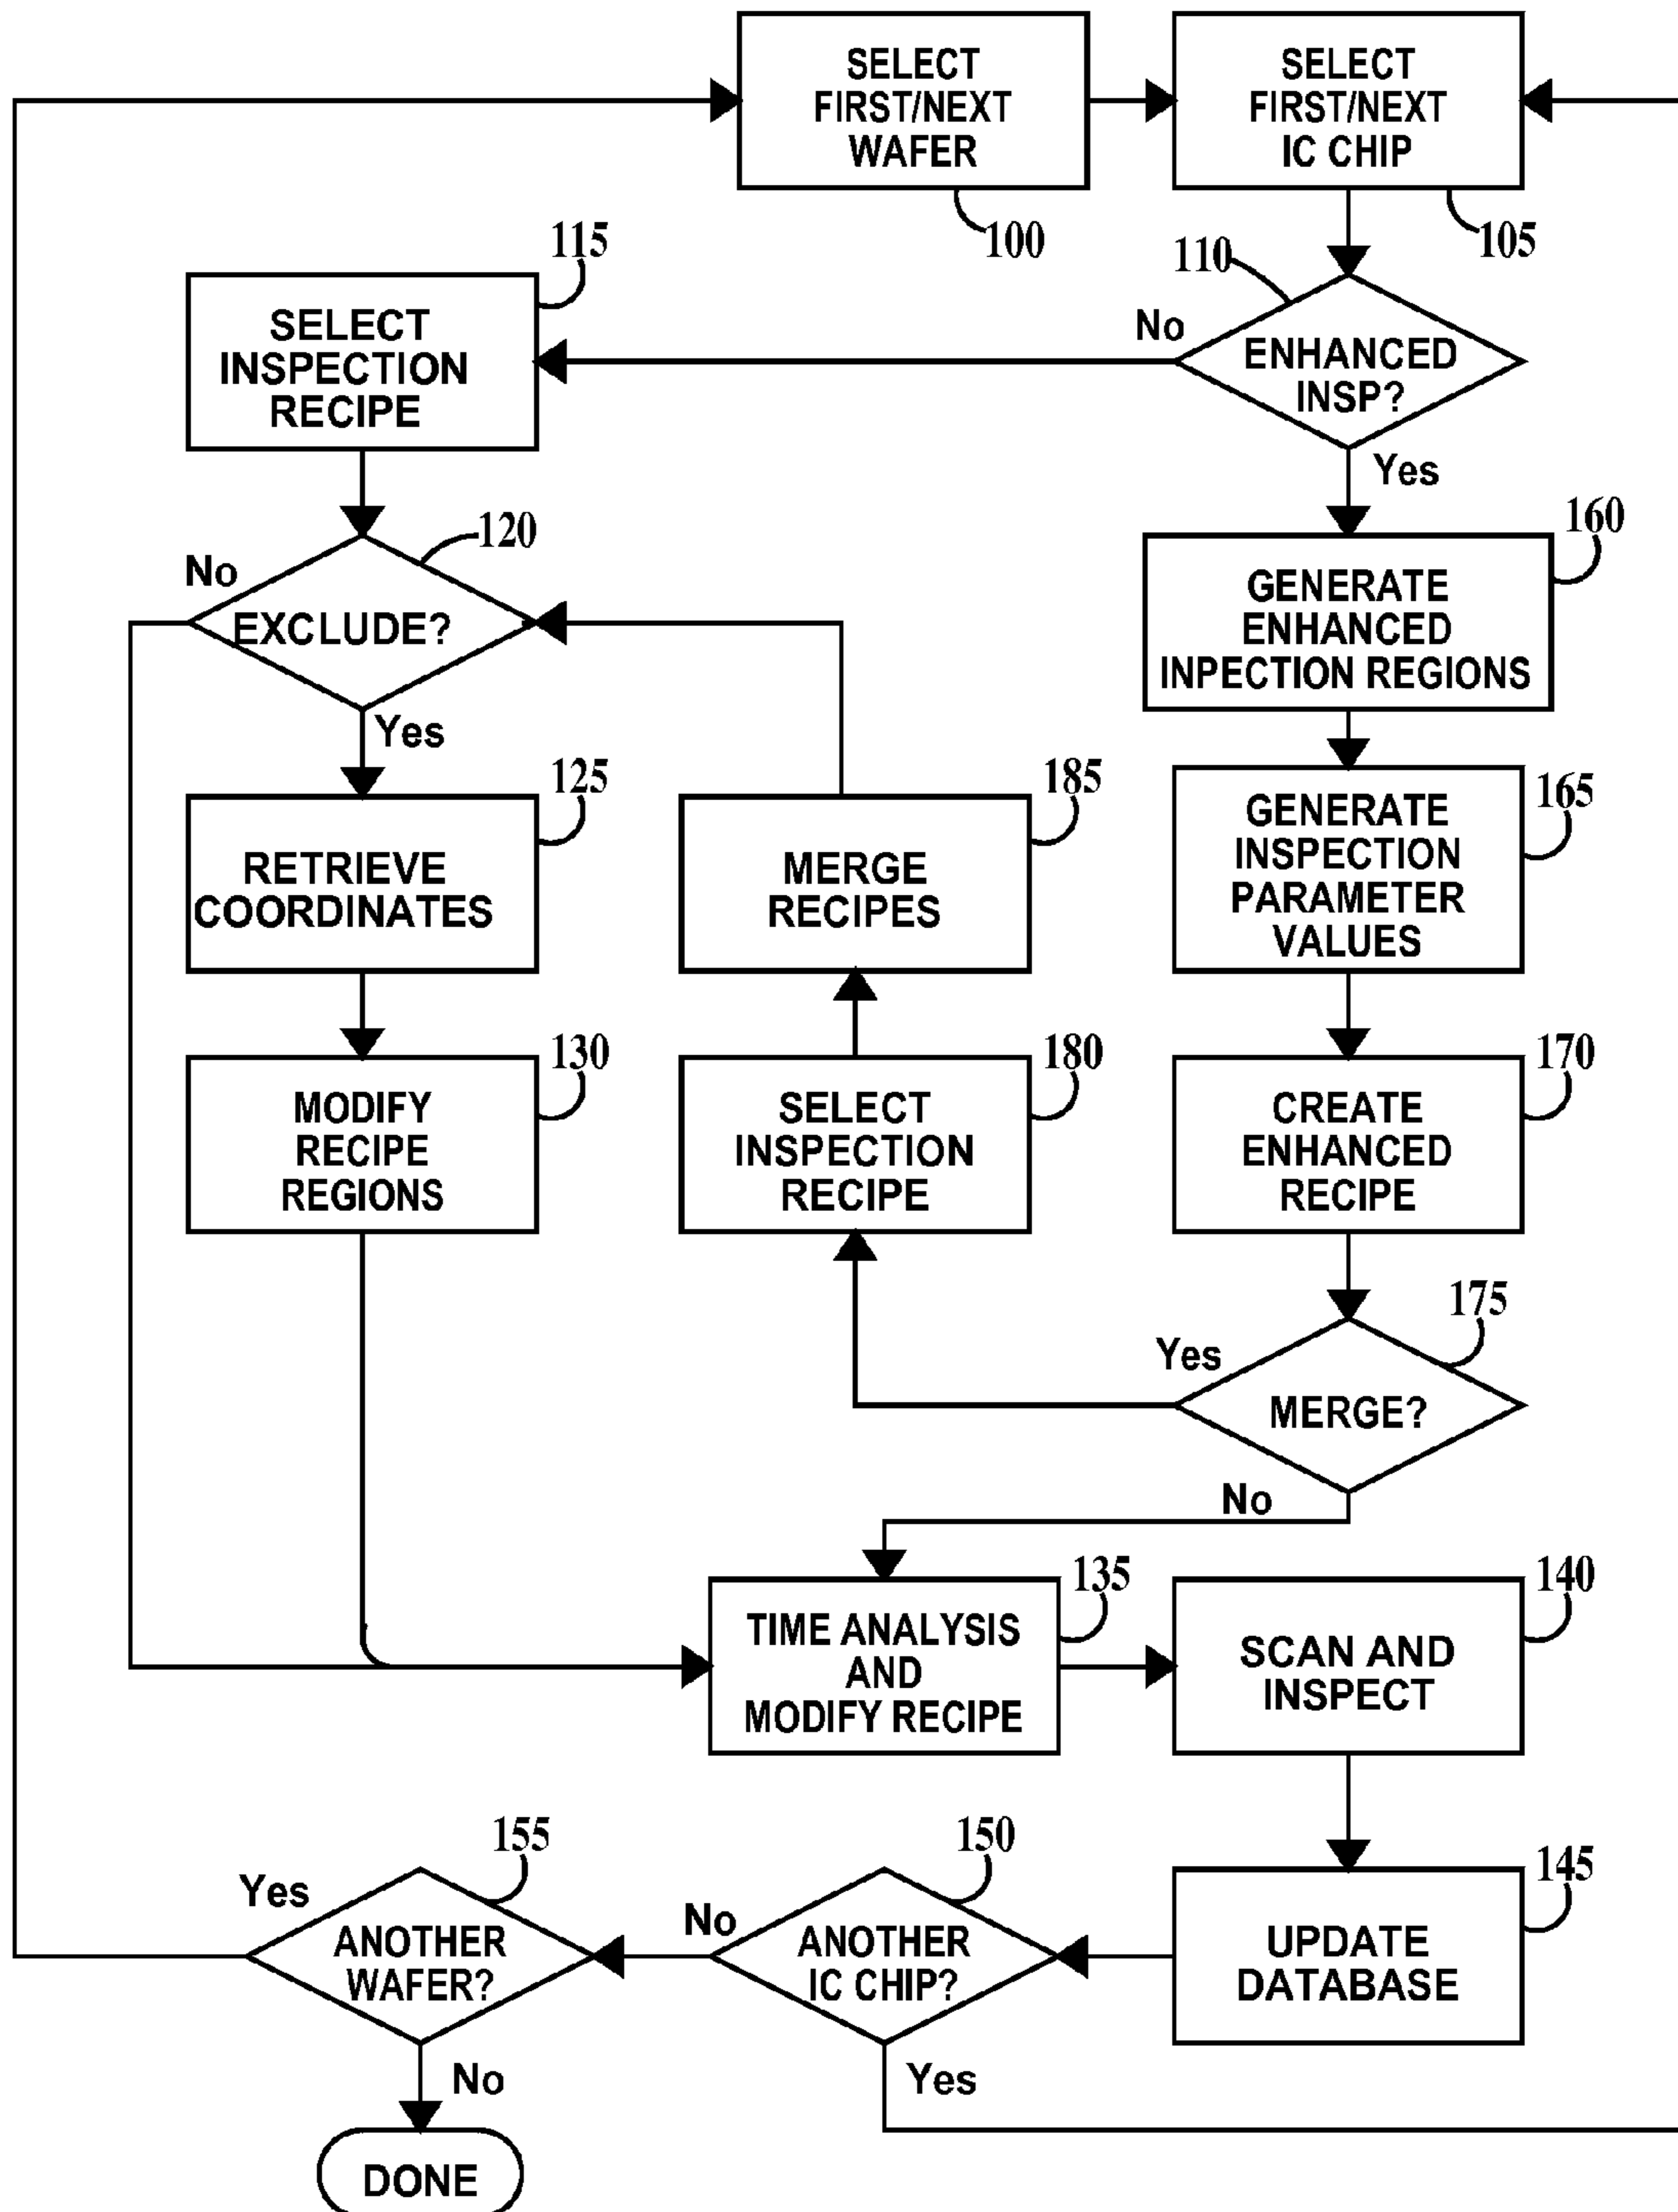 SELECT
FIRST/NEXT
WAFER
100
SELECT
FIRST/NEXT
IC CHIP
105
110
ENHANCED
INSP?
No
Yes
115
SELECT
INSPECTION
RECIPE
120
No
EXCLUDE?
Yes
160
GENERATE
ENHANCED
INPECTION REGIONS
125
RETRIEVE
COORDINATES
185
MERGE
RECIPES
165
GENERATE
INSPECTION
PARAMETER
VALUES
130
MODIFY
RECIPE
REGIONS
180
SELECT
INSPECTION
RECIPE
170
CREATE
ENHANCED
RECIPE
175
Yes
MERGE?
No
135
TIME ANALYSIS
AND
MODIFY RECIPE
140
SCAN AND
INSPECT
155
Yes
ANOTHER
WAFER?
No
150
No
ANOTHER
IC CHIP?
Yes
145
UPDATE
DATABASE
DONE